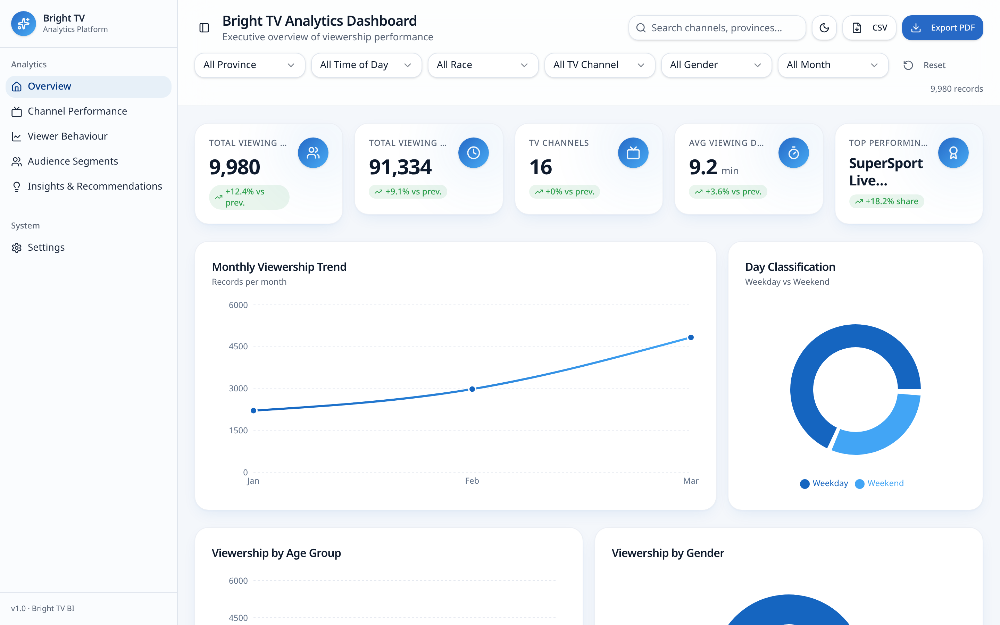 Bright TV
Analytics Platform
Analytics
Overview
Channel Performance
Viewer Behaviour
Audience Segments
Insights & Recommendations
System
Settings
v1.0 · Bright TV BI
Bright TV Analytics Dashboard
Executive overview of viewership performance
Search channels, provinces...
CSV
Export PDF
All Province
All Time of Day
All Race
All TV Channel
All Gender
All Month
Reset
9,980 records
TOTAL VIEWING ...
9,980
+12.4% vs
prev.
TOTAL VIEWING ...
91,334
+9.1% vs prev.
TV CHANNELS
16
+0% vs prev.
AVG VIEWING D...
9.2 min
+3.6% vs prev.
TOP PERFORMIN...
SuperSport
Live...
+18.2% share
Monthly Viewership Trend
Records per month
6000
4500
3000
1500
0
Jan
Feb
Mar
Day Classification
Weekday vs Weekend
Weekday
Weekend
Viewership by Age Group
6000
4500
Viewership by Gender